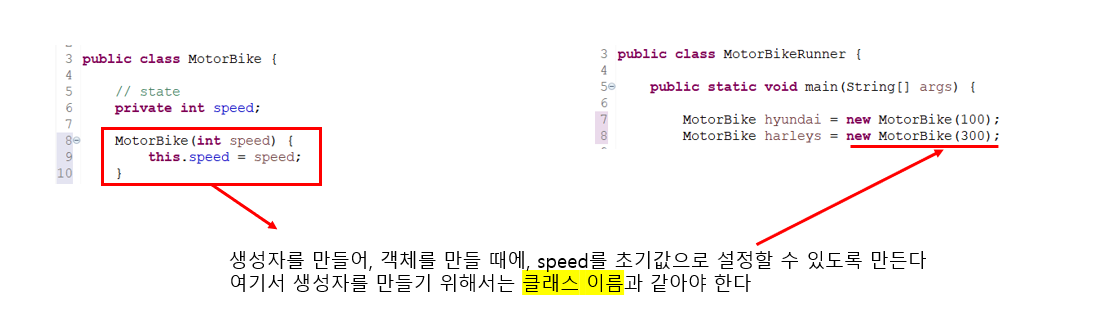 3 public class MotorBike {
4
5 // state
6 private int speed;
7
8 MotorBike(int speed) {
9 this.speed = speed;
10 }
3 public class MotorBikeRunner {
4
5 public static void main(String[] args) {
6
7 MotorBike hyundai = new MotorBike(100);
8 MotorBike harleys = new MotorBike(300);
생성자를 만들어, 객체를 만들 때에, speed를 초기값으로 설정할 수 있도록 만든다
여기서 생성자를 만들기 위해서는 클래스 이름과 같아야 한다